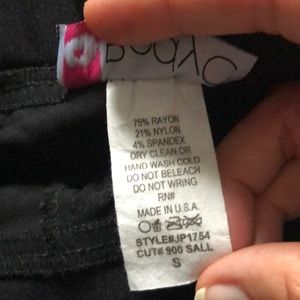 75% RAYON
21% NYLON
4% SPANDEX
DRY CLEAN OR
HAND WASH COLD
DO NOT BELEACH
DO NOT WRING
RN#
MADE IN U.S.A.
STYLE#JP1754
CUT# 900 SALL
S